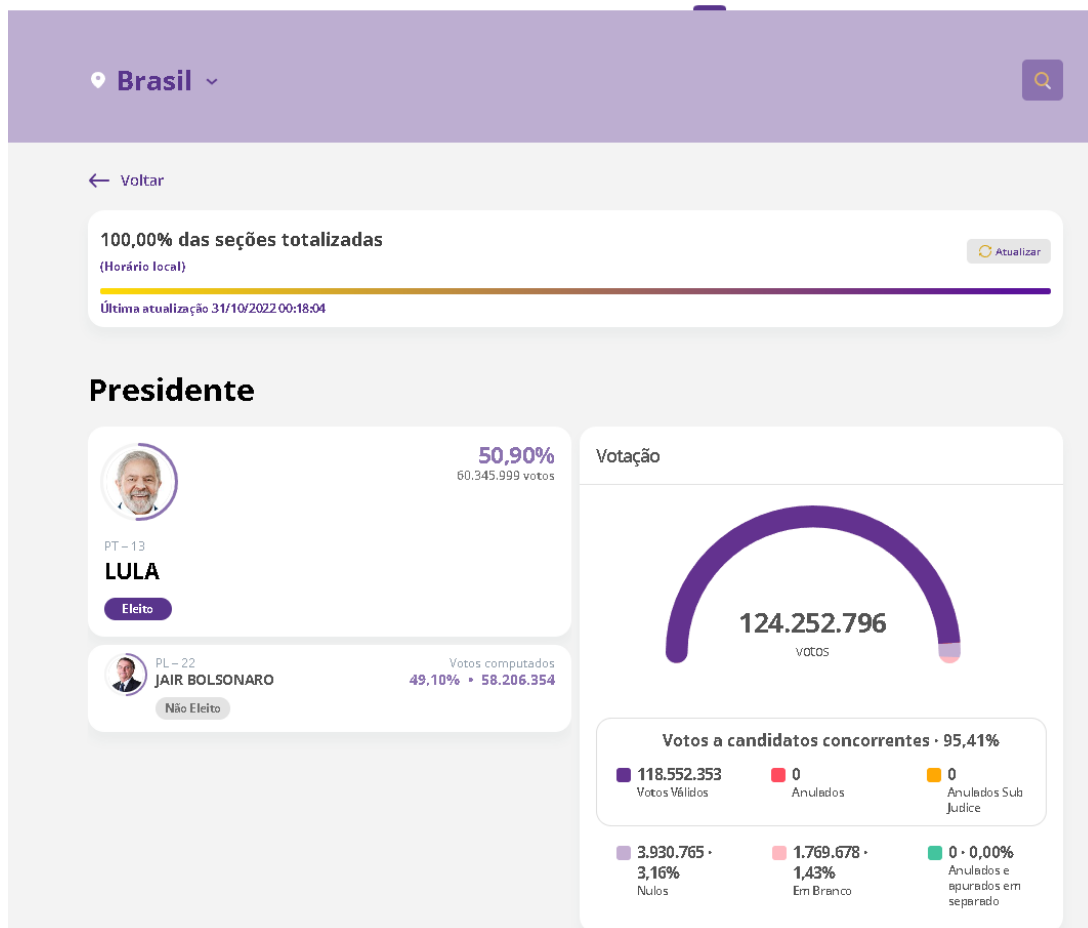 Brasil
Voltar
100,00% das seções totalizadas
(Horário local)
Atualizar
Última atualização 31/10/2022 00:18:04
Presidente
50,90%
60.345.999 votos
PT – 13
LULA
Eleito
PL – 22
JAIR BOLSONARO
Não Eleito
Votos computados
49,10% • 58.206.354
Votação
124.252.796
votos
Votos a candidatos concorrentes · 95,41%
118.552.353
Votos Válidos
0
Anulados
0
Anulados Sub
Judice
3.930.765 ·
3,16%
Nulos
1.769.678 ·
1,43%
Em Branco
0 · 0,00%
Anulados e
apurados em
separado